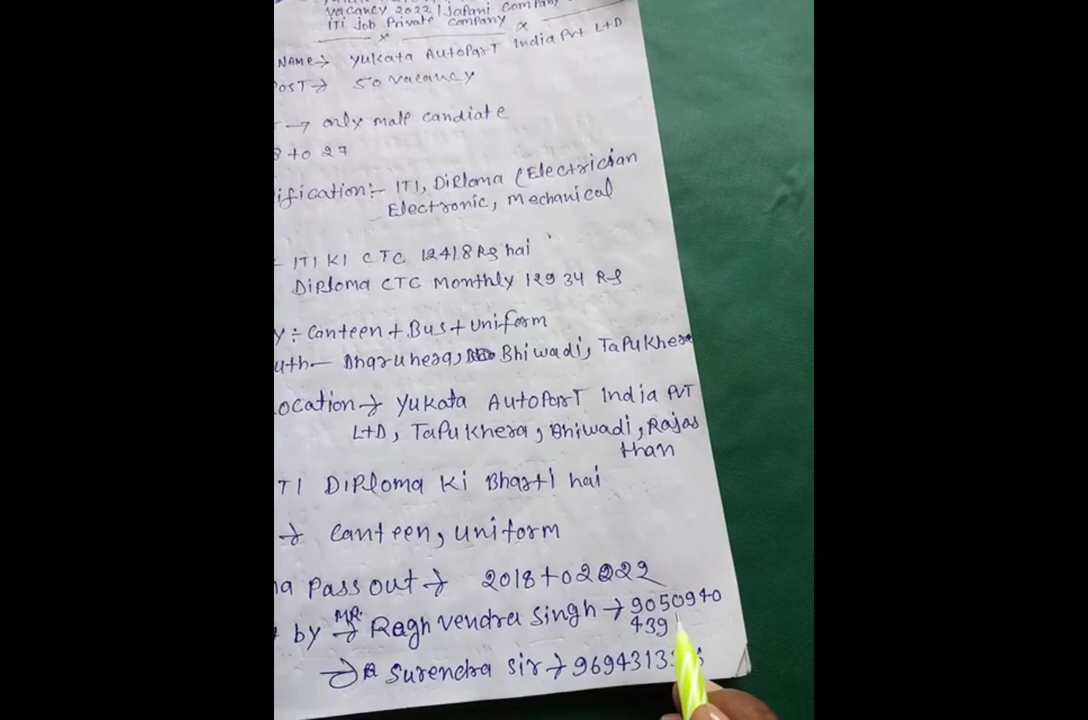 vacancy 2022 | Japani Company
ITI Job Private Company
NAME → Yukata AutoPart India Pvt LTD
POST → 50 vacancy
→ only male candiate
to 27
ification:- ITI, Diploma (Electrician
Electronic, Mechanical
ITI KI CTC 12418 Rs hai
Diploma CTC Monthly 12934 Rs
Y:- Canteen + Bus + Uniform
uth- Dharuhera, Bhiwadi, Tapukhera
Location → Yukata AutoPart India Pvt
LtD, Tapukhera, Bhiwadi, Rajas
than
TI Diploma Ki Bharti hai
→ Canteen, Uniform
ma Pass out → 2018 to 2022
by → MR. Raghvendra Singh → 9050940
439
→ Surendra sir → 9694313